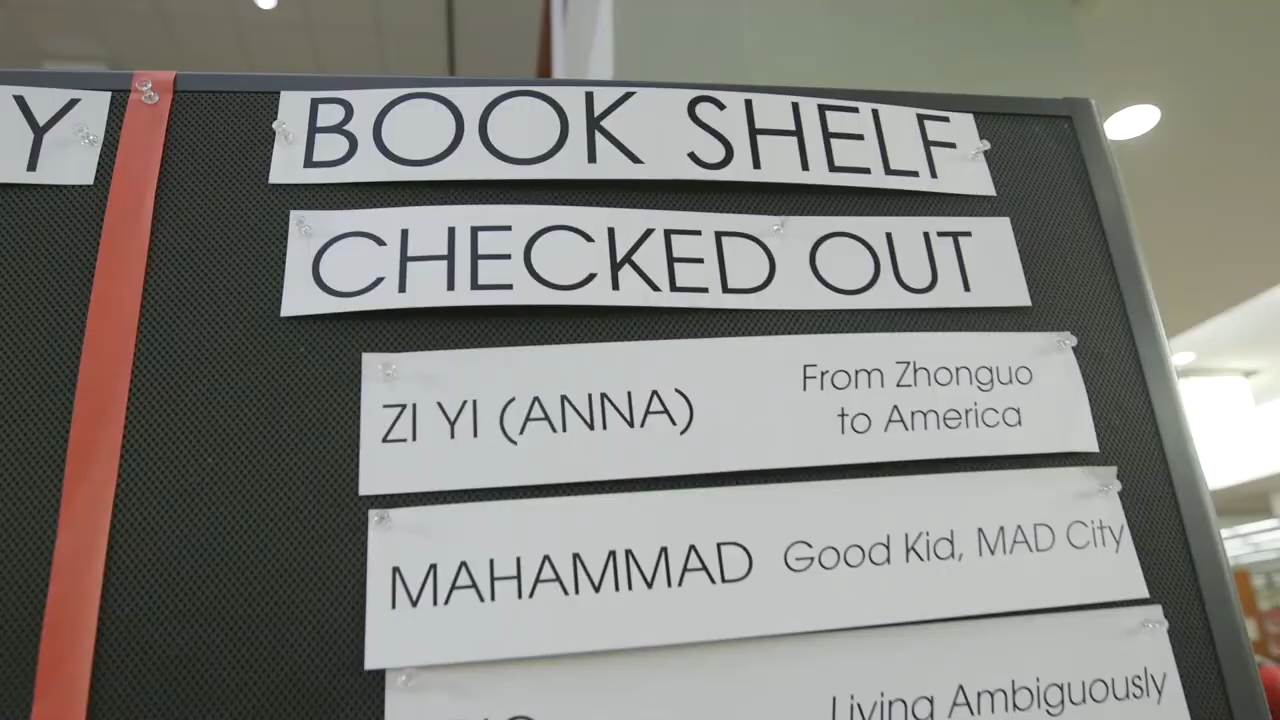 Y
BOOK SHELF
CHECKED OUT
ZI YI (ANNA)
From Zhonguo
to America
MAHAMMAD
Good Kid, MAD City
Living Ambiguously